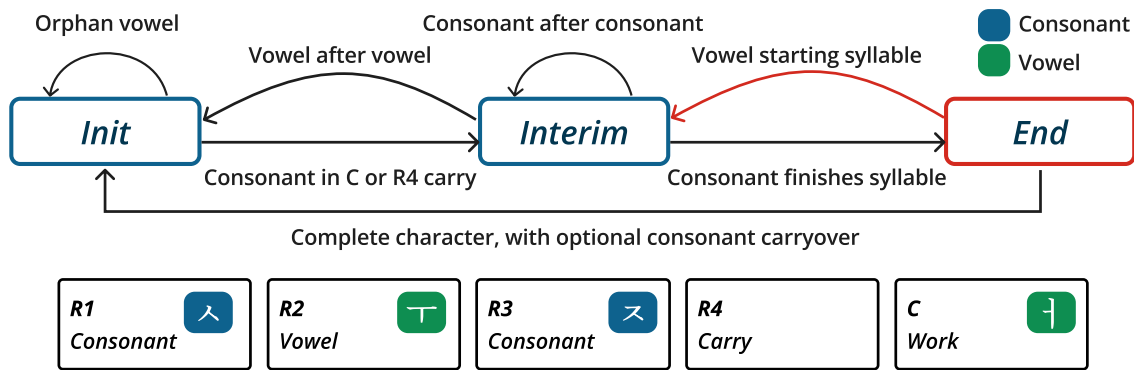 Orphan vowel
Consonant after consonant
Consonant
Vowel after vowel
Vowel starting syllable
Vowel
Init
Interim
End
Consonant in C or R4 carry
Consonant finishes syllable
Complete character, with optional consonant carryover
R1
ㅅ
Consonant
R2
ㅜ
Vowel
R3
ㅈ
Consonant
R4
Carry
C
ㅕ
Work